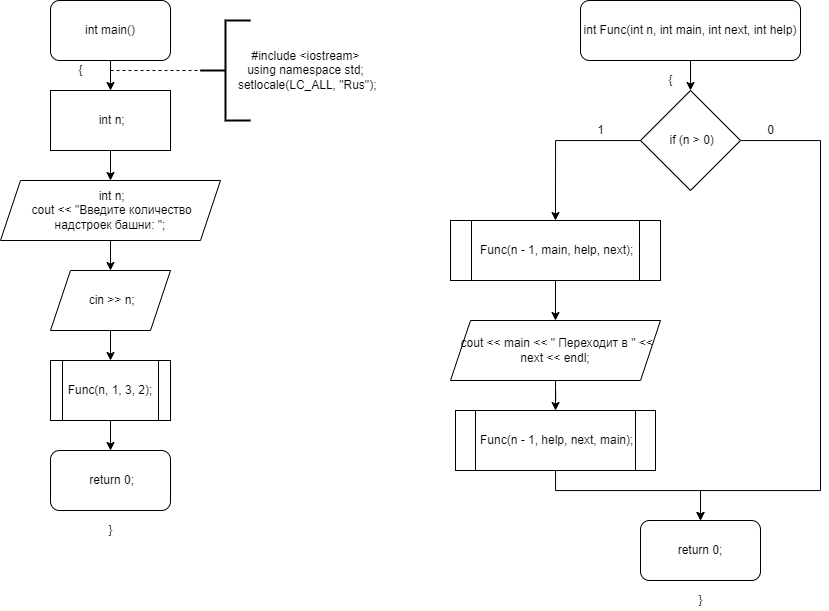 int main()
{
#include <iostream>
using namespace std;
setlocale(LC_ALL, "Rus");
int n;
int n;
cout << "Введите количество
надстроек башни: ";
cin >> n;
Func(n, 1, 3, 2);
return 0;
}
int Func(int n, int main, int next, int help)
{
if (n > 0)
1
0
Func(n - 1, main, help, next);
cout << main << " Переходит в " <<
next << endl;
Func(n - 1, help, next, main);
return 0;
}